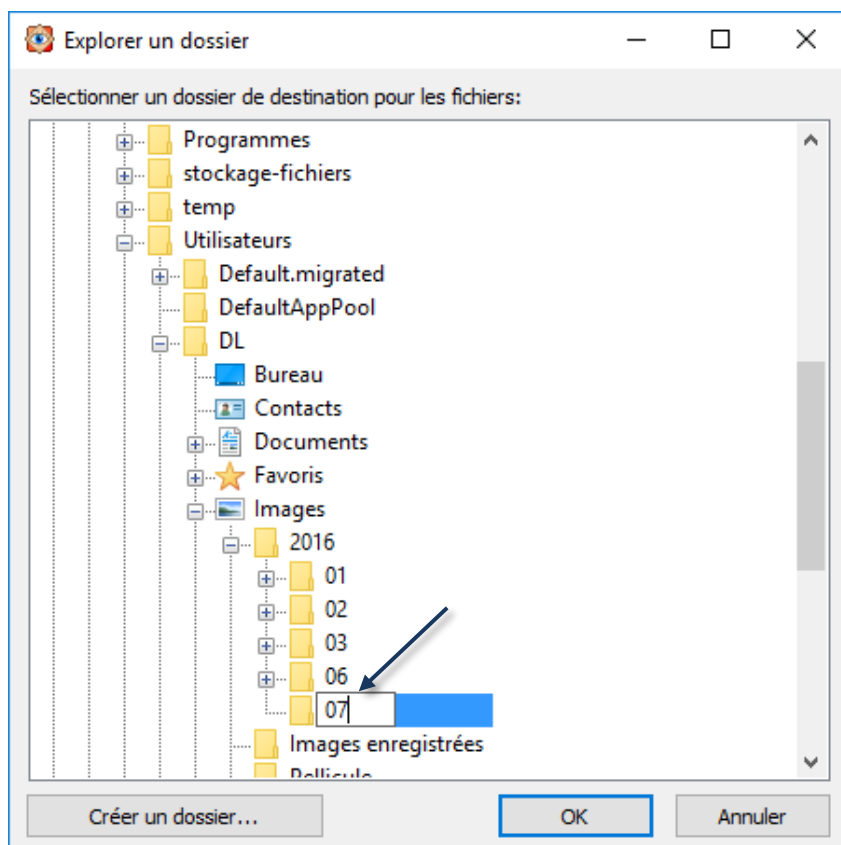 Explorer un dossier
Sélectionner un dossier de destination pour les fichiers:
Programmes
stockage-fichiers
temp
Utilisateurs
Default.migrated
DefaultAppPool
DL
Bureau
Contacts
Documents
Favoris
Images
2016
01
02
03
06
07
Images enregistrées
Pellicule
Créer un dossier... OK Annuler